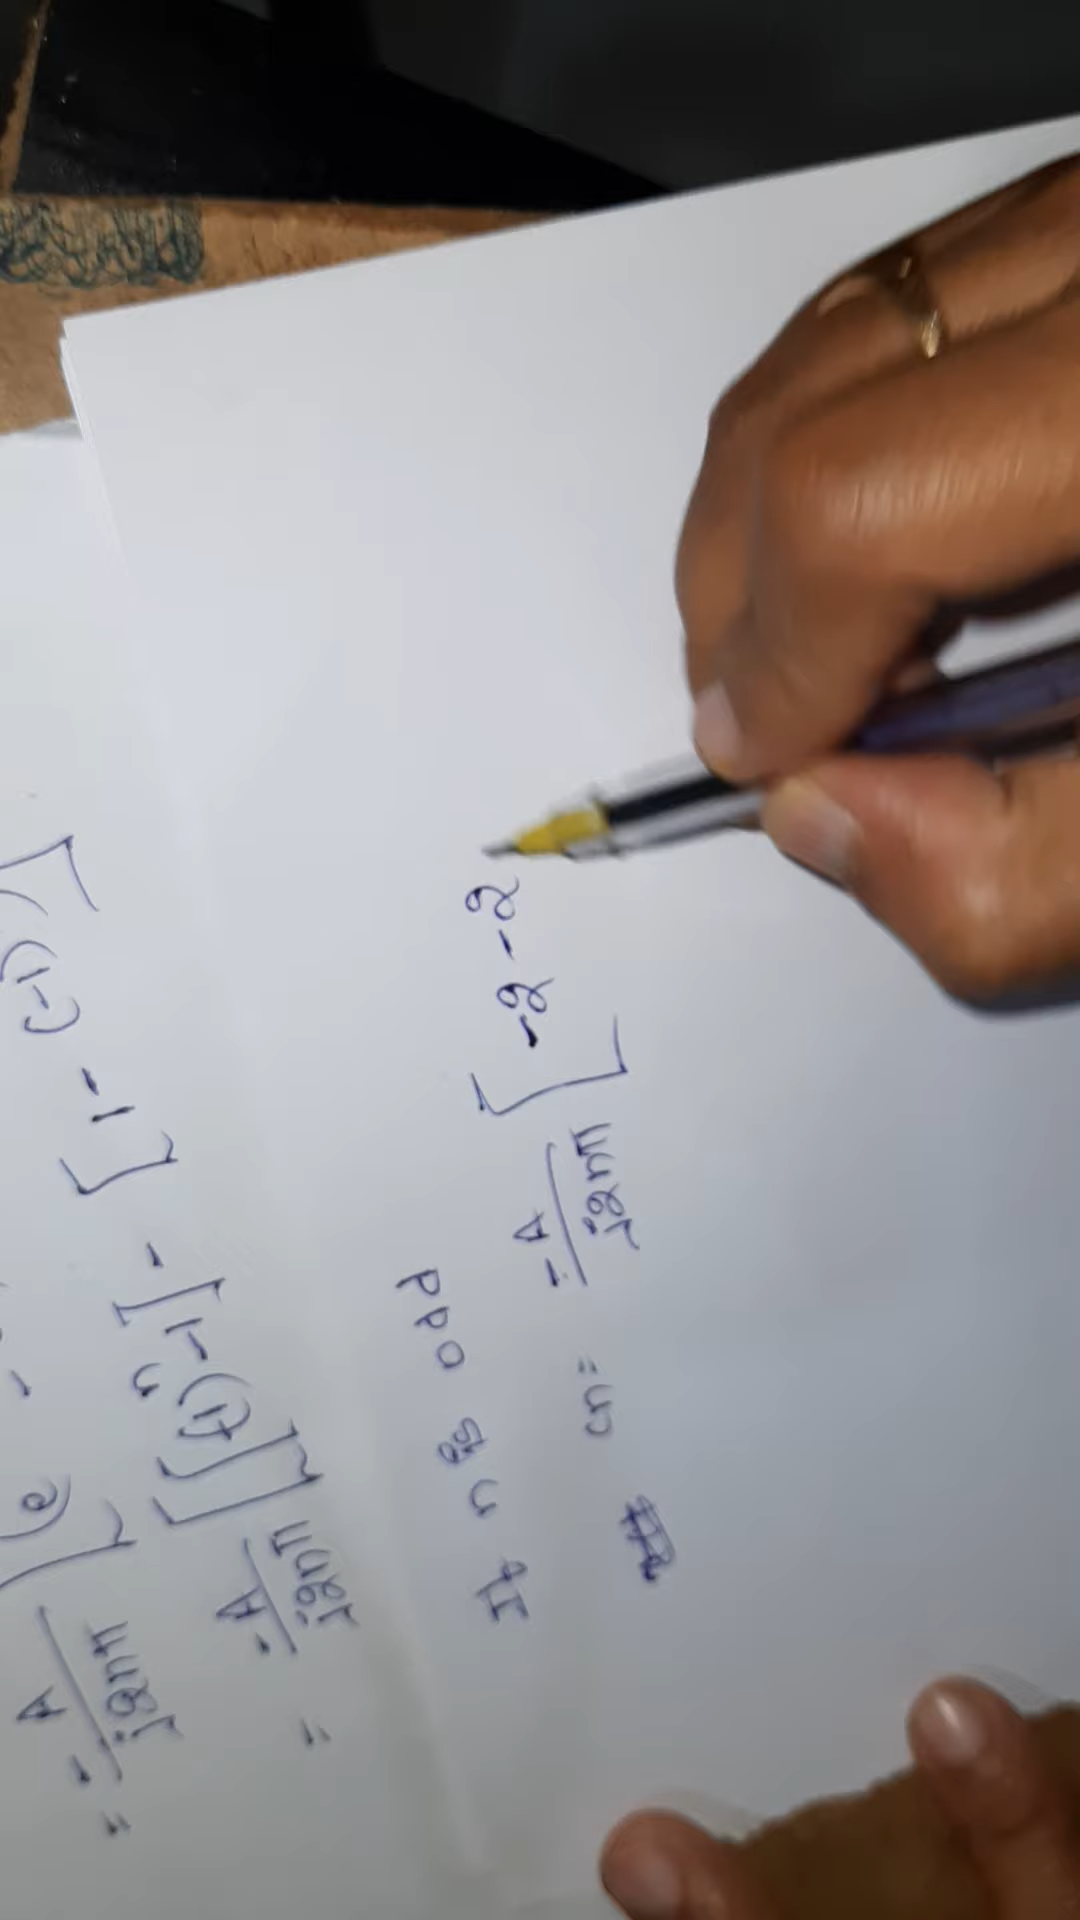 = -A/j2nπ [(e -
= -A/j2nπ [[(-1)ⁿ-1] - [1 - (-1)
If n is odd
cn = -A/j2nπ [-2 -2